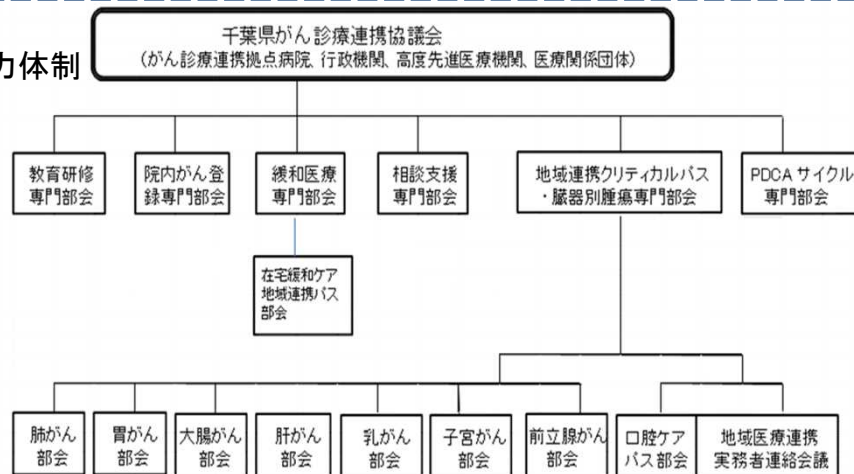 千葉県がん診療連携協議会
(がん診療連携拠点病院、行政機関、高度先進医療機関、医療関係団体)
力体制
教育研修
専門部会
院内がん登
録専門部会
緩和医療
専門部会
相談支援
専門部会
地域連携クリティカルパス
・臓器別腫瘍専門部会
PDCA サイクル
専門部会
在宅緩和ケア
地域連携パス
部会
肺がん
部会
胃がん
部会
大腸がん
部会
肝がん
部会
乳がん
部会
子宮がん
部会
前立腺がん
部会
口腔ケア
パス部会
地域医療連携
実務者連絡会議